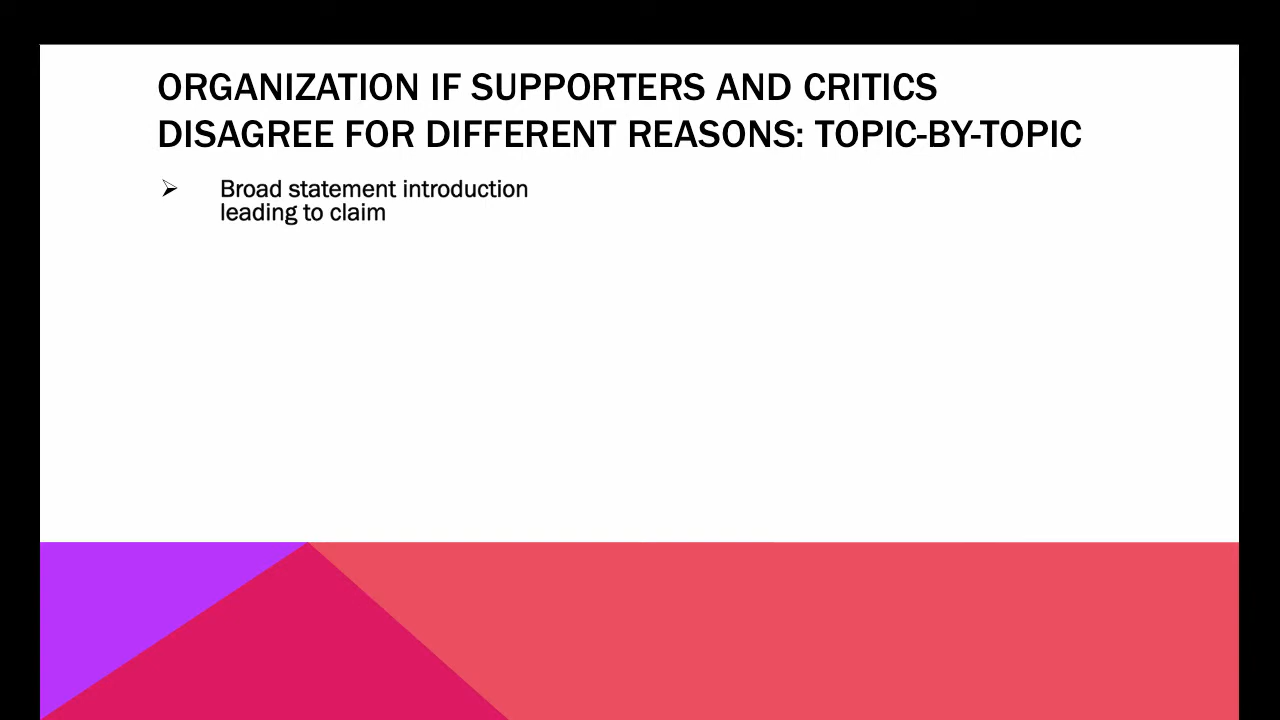 ORGANIZATION IF SUPPORTERS AND CRITICS
DISAGREE FOR DIFFERENT REASONS: TOPIC-BY-TOPIC
➢ Broad statement introduction
leading to claim